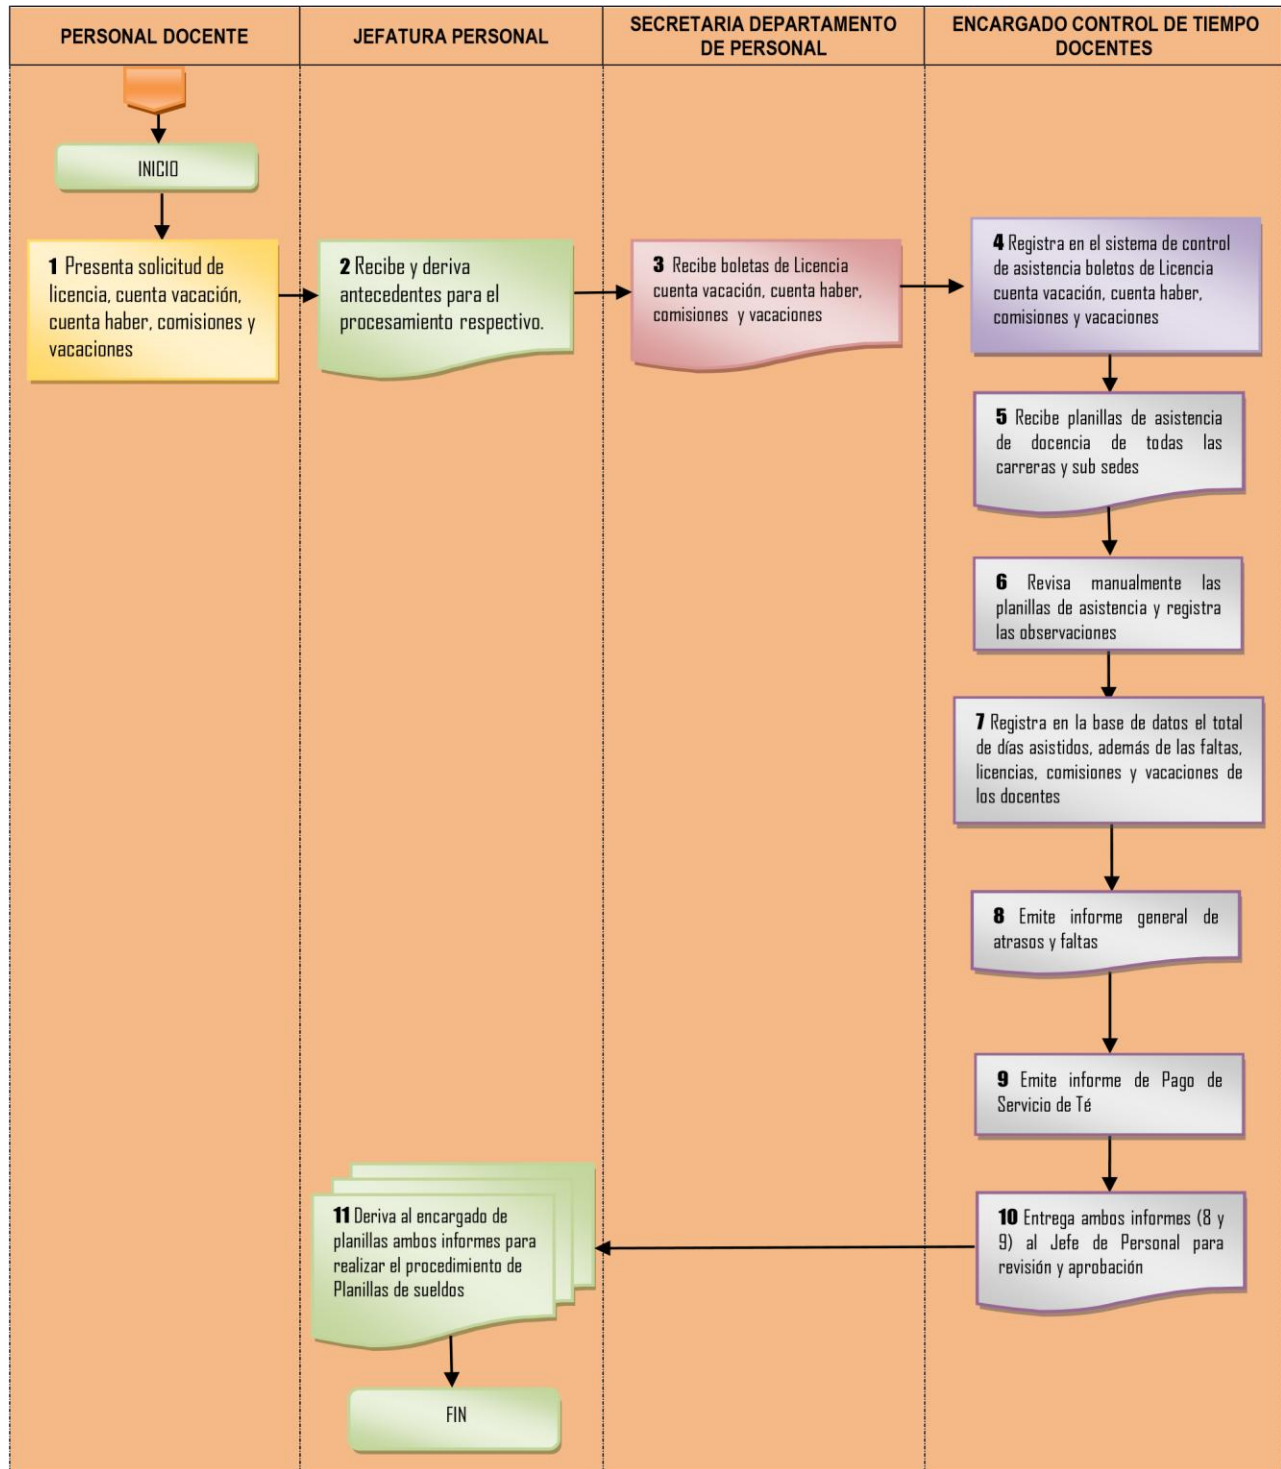 PERSONAL DOCENTE
JEFATURA PERSONAL
SECRETARIA DEPARTAMENTO
DE PERSONAL
ENCARGADO CONTROL DE TIEMPO
DOCENTES
INICIO
1 Presenta solicitud de
licencia, cuenta vacación,
cuenta haber, comisiones y
vacaciones
2 Recibe y deriva
antecedentes para el
procesamiento respectivo.
3 Recibe boletas de Licencia
cuenta vacación, cuenta haber,
comisiones y vacaciones
4 Registra en el sistema de control
de asistencia boletos de Licencia
cuenta vacación, cuenta haber,
comisiones y vacaciones
5 Recibe planillas de asistencia
de docencia de todas las
carreras y sub sedes
6 Revisa manualmente las
planillas de asistencia y registra
las observaciones
7 Registra en la base de datos el total
de días asistidos, además de las faltas,
licencias, comisiones y vacaciones de
los docentes
8 Emite informe general de
atrasos y faltas
9 Emite informe de Pago de
Servicio de Té
10 Entrega ambos informes (8 y
9) al Jefe de Personal para
revisión y aprobación
11 Deriva al encargado de
planillas ambos informes para
realizar el procedimiento de
Planillas de sueldos
FIN